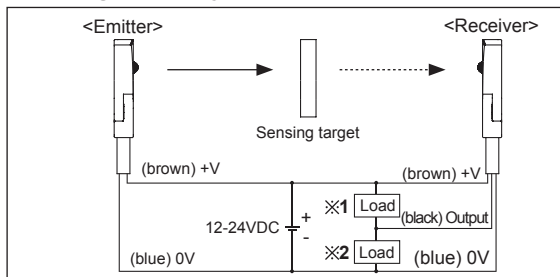 <Emitter>
<Receiver>
Sensing target
(brown) +V
(brown) +V
※1 Load
(black) Output
12-24VDC
+
-
※2 Load
(blue) 0V
(blue) 0V